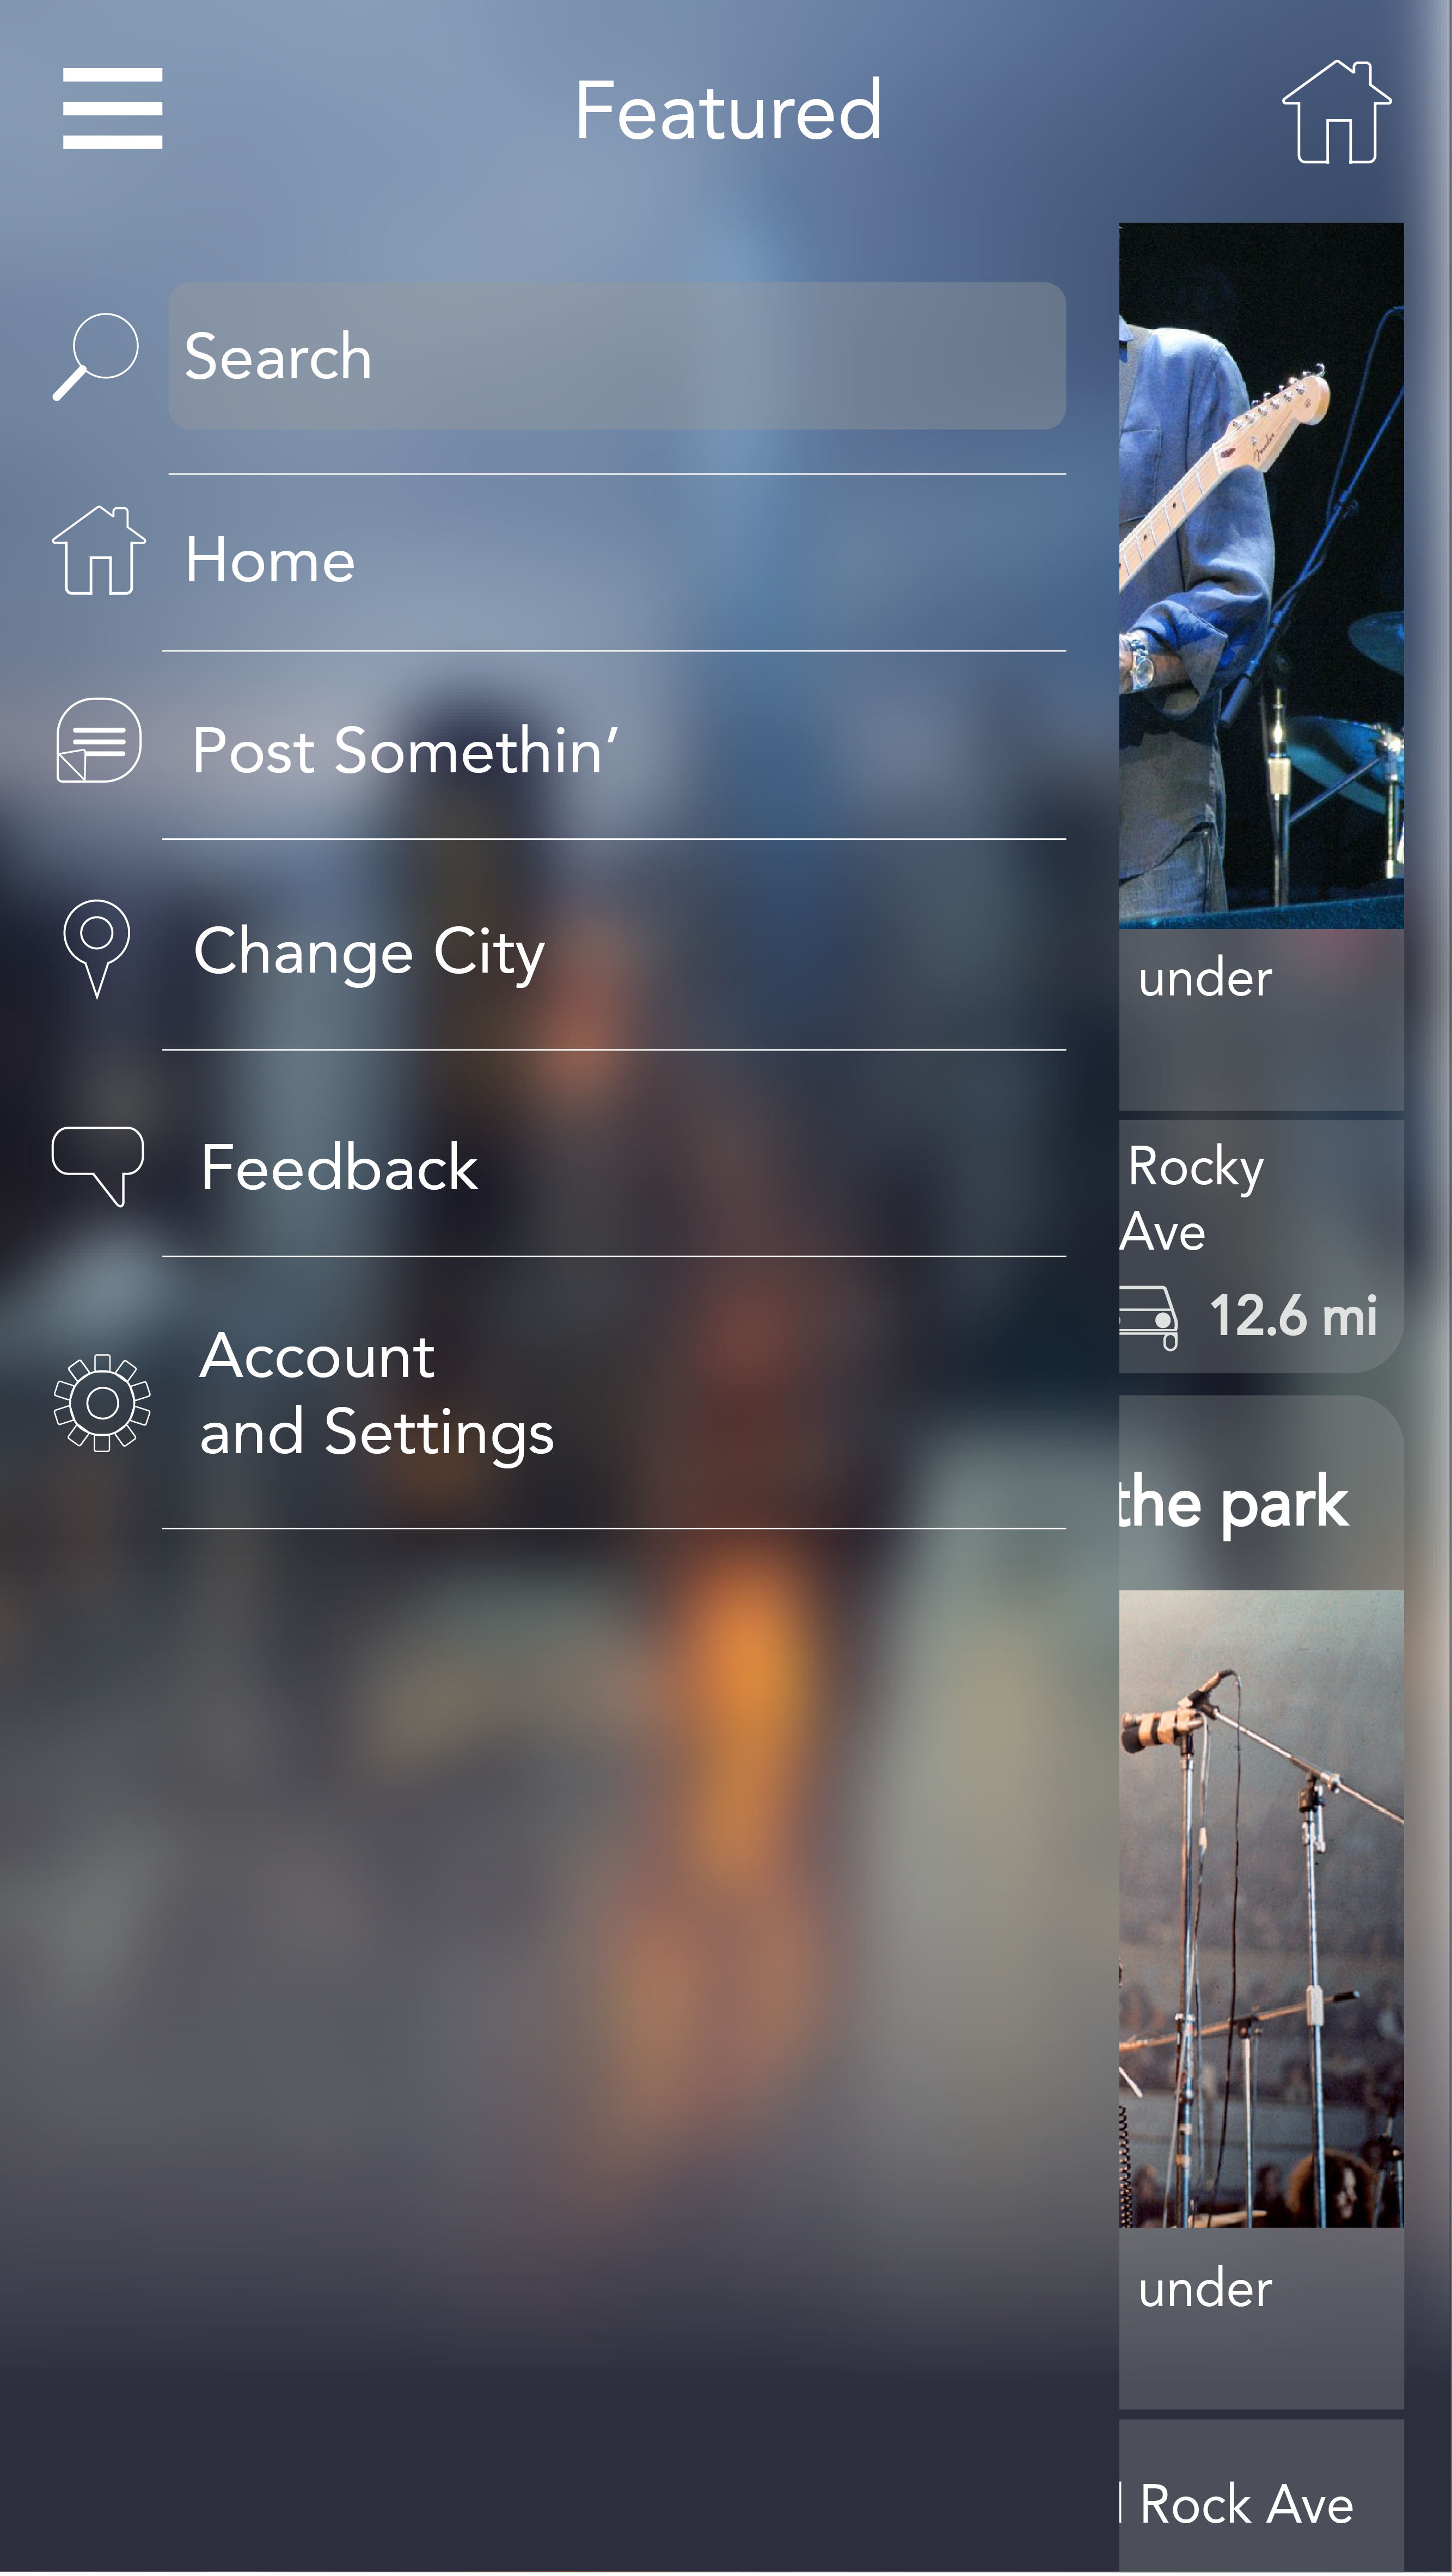 Featured
Search
Home
Post Somethin’
Change City
Feedback
Account
and Settings
under
Rocky
Ave
12.6 mi
the park
under
Rock Ave